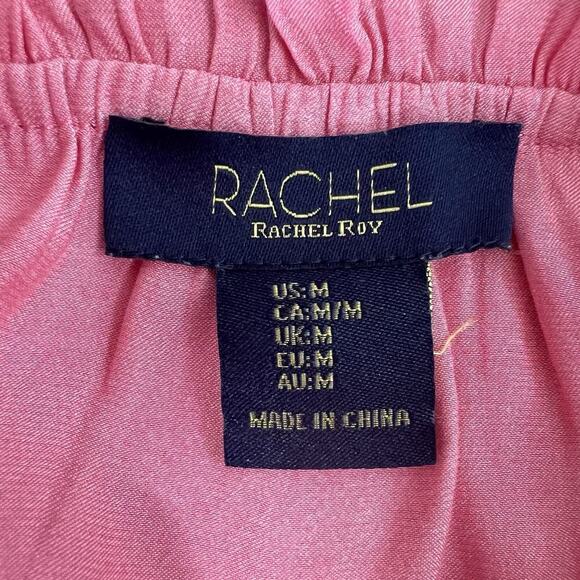 RACHEL
RACHEL ROY
US:M
CA:M/M
UK:M
EU:M
AU:M
MADE IN CHINA